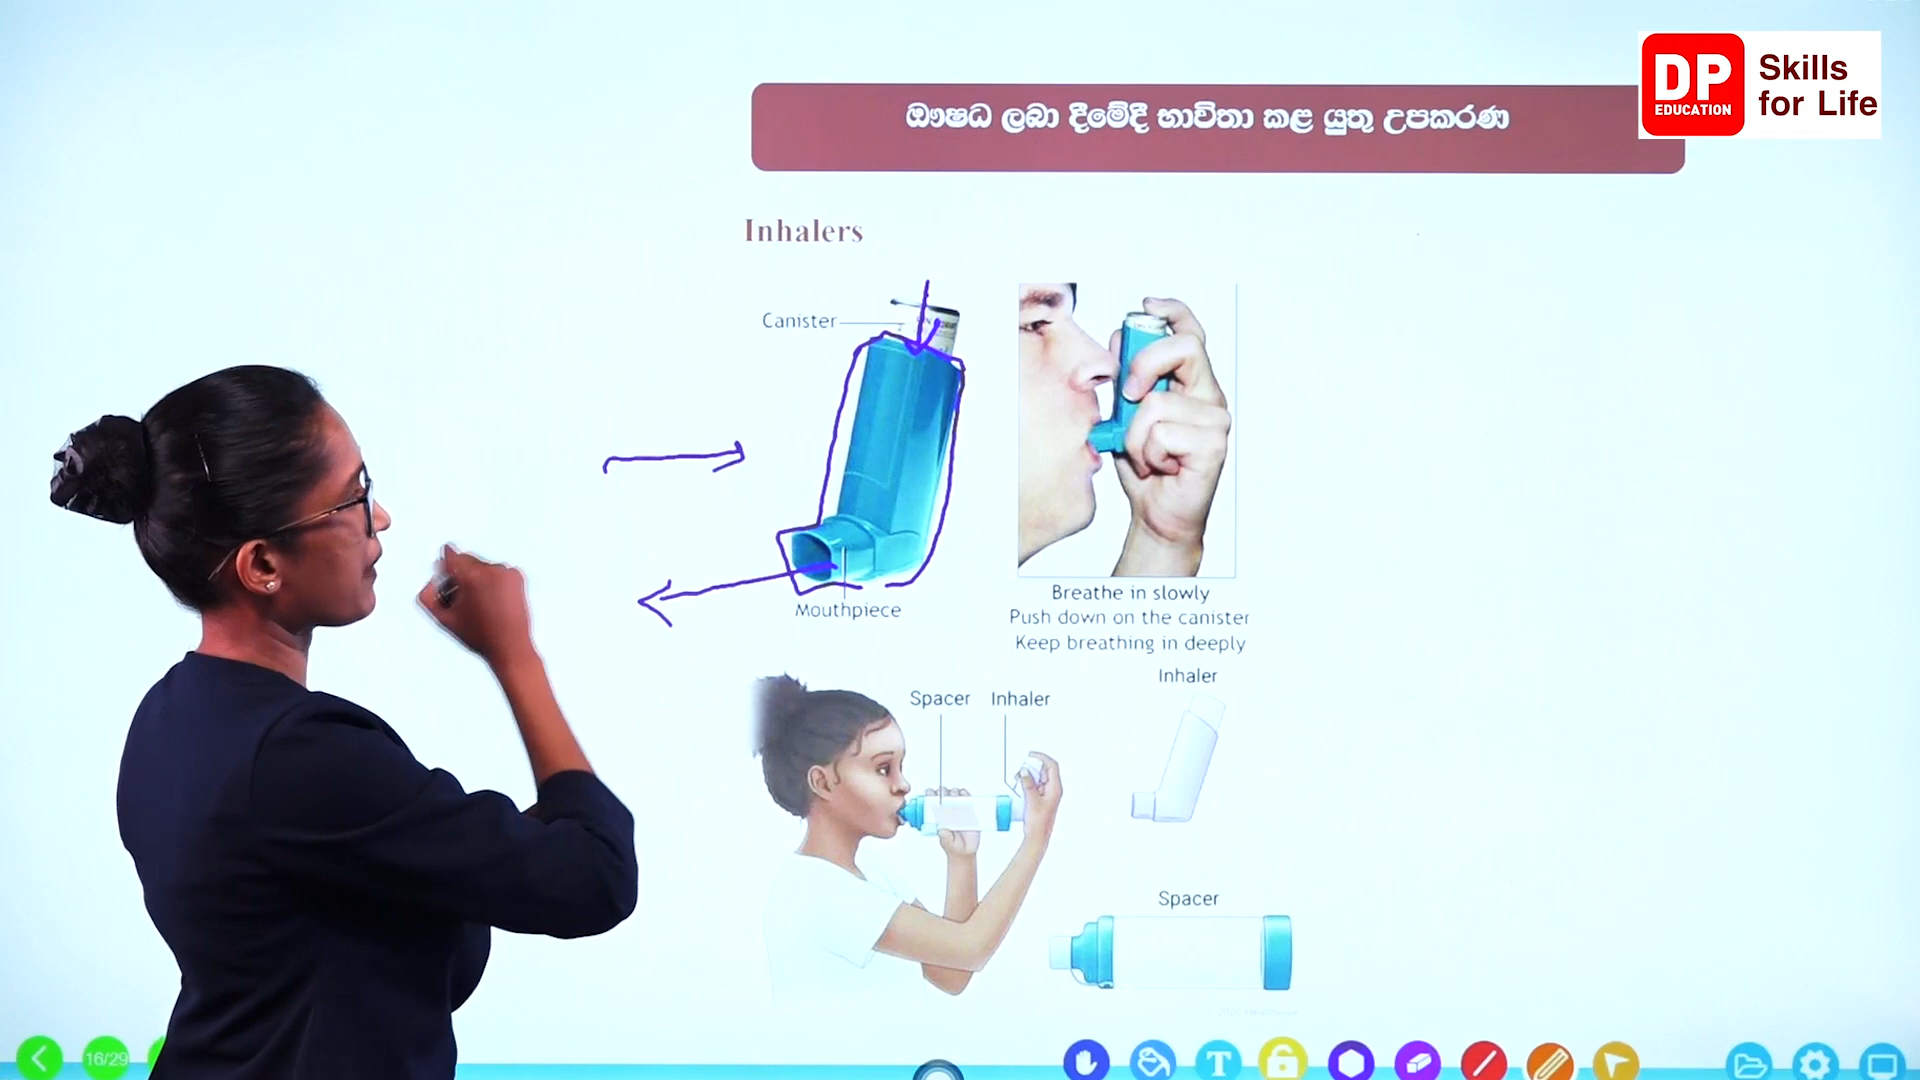 DP
EDUCATION
Skills
for Life
ඖෂධ ලබා දීමේදී භාවිතා කළ යුතු උපකරණ
Inhalers
Canister
Mouthpiece
Breathe in slowly
Push down on the canister
Keep breathing in deeply
Spacer
Inhaler
Inhaler
Spacer
16/29
T